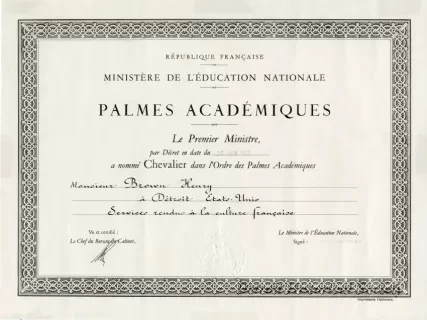 RÉPUBLIQUE FRANÇAISE
MINISTÈRE DE L'ÉDUCATION NATIONALE
PALMES ACADÉMIQUES
Le Premier Ministre,
par Décret en date du
a nommé Chevalier dans l'Ordre des Palmes Académiques
Monsieur Brown Henry
à Détroit États-Unis
Services rendus à la culture française
Vu et certifié :
Le Chef du Bureau du Cabinet,
Le Ministre de l'Éducation Nationale,
Signé :